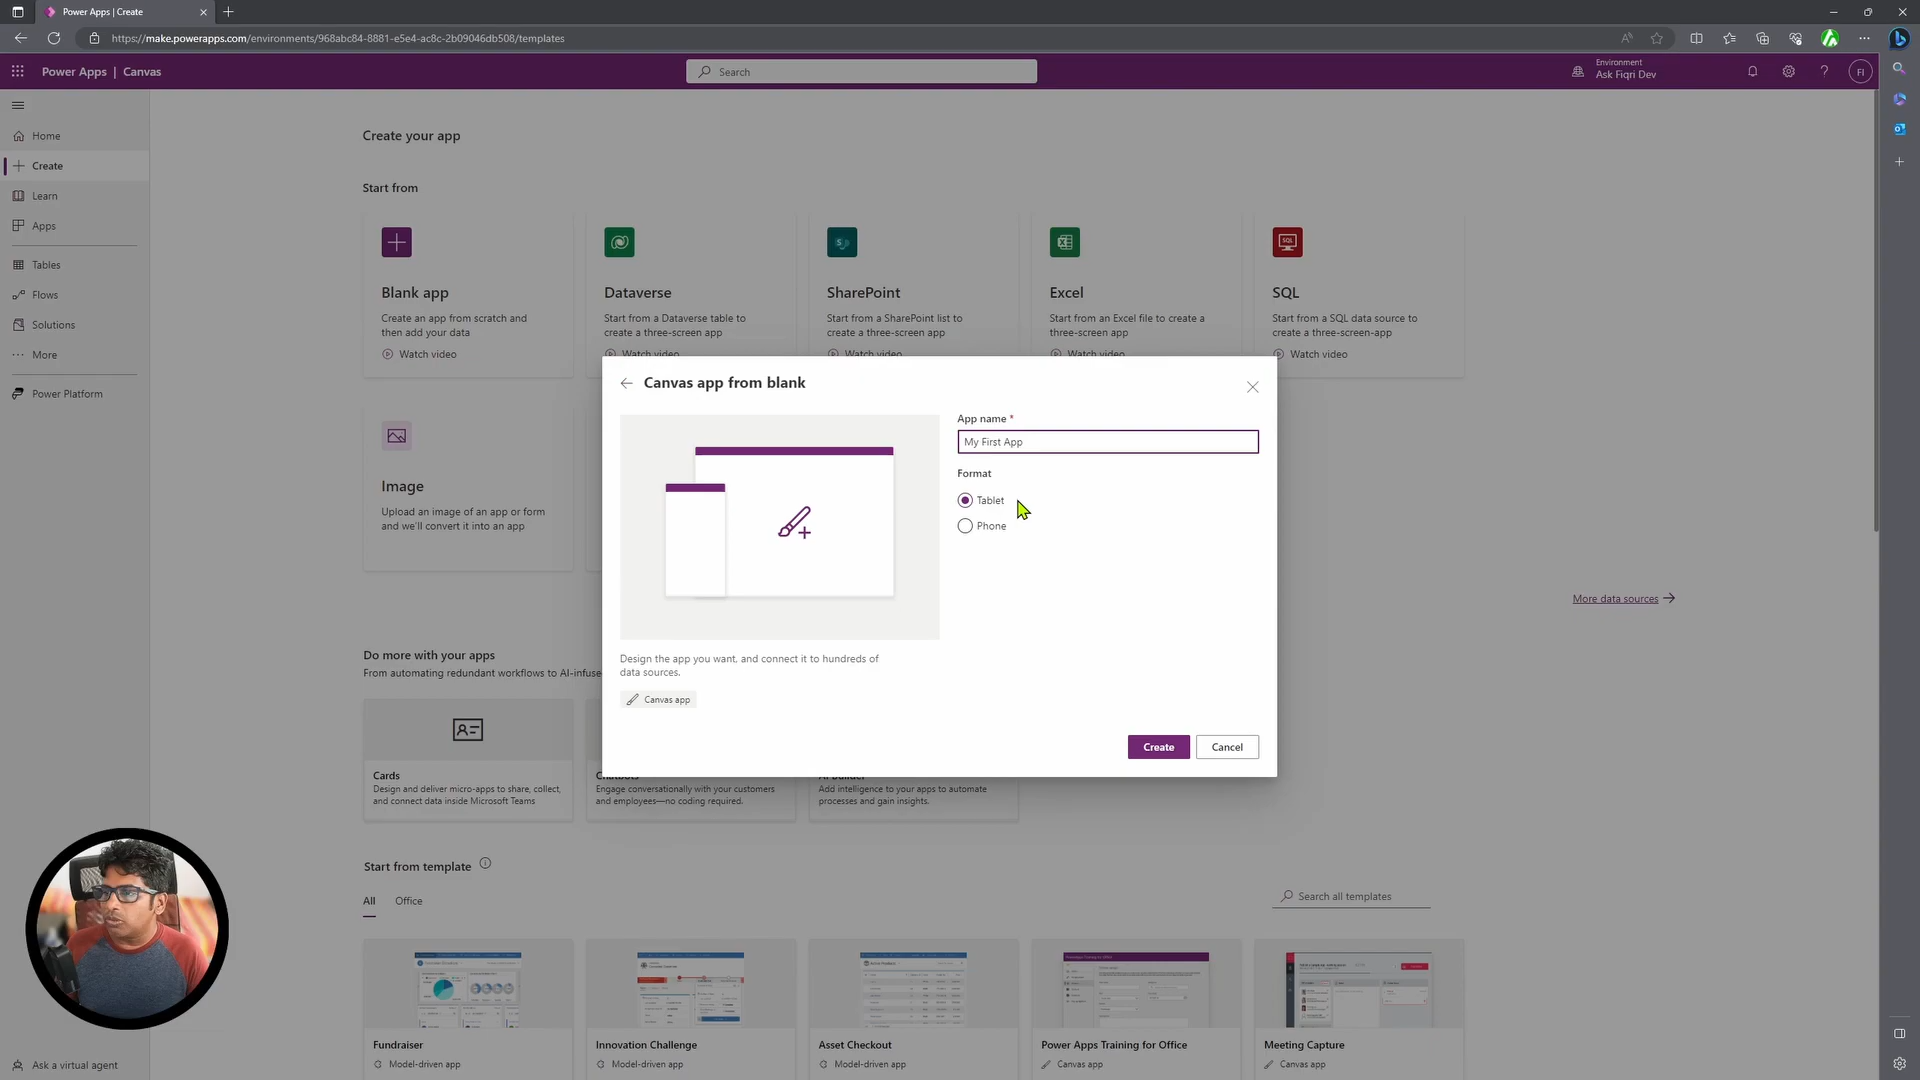 Power Apps | Create
https://make.powerapps.com/environments/968abc84-8881-e5e4-ac8c-2b09046db508/templates
Power Apps | Canvas
Search
Environment
Ask Fiqri Dev
FI
Home
Create
Learn
Apps
Tables
Flows
Solutions
More
Power Platform
Ask a virtual agent
Create your app
Start from
Blank app
Create an app from scratch and
then add your data
Watch video
Dataverse
Start from a Dataverse table to
create a three-screen app
Watch video
SharePoint
Start from a SharePoint list to
create a three-screen app
Watch video
Excel
Start from an Excel file to create a
three-screen app
Watch video
SQL
SQL
Start from a SQL data source to
create a three-screen-app
Watch video
Image
Upload an image of an app or form
and we'll convert it into an app
More data sources
Canvas app from blank
App name *
My First App
Format
Tablet
Phone
Design the app you want, and connect it to hundreds of
data sources.
Canvas app
Create
Cancel
Do more with your apps
From automating redundant workflows to AI-infuse
Cards
Design and deliver micro-apps to share, collect,
and connect data inside Microsoft Teams
Chatbots
Engage conversationally with your customers
and employees—no coding required.
AI Builder
Add intelligence to your apps to automate
processes and gain insights.
Start from template
All
Office
Search all templates
Fundraiser
Model-driven app
Innovation Challenge
Model-driven app
Asset Checkout
Model-driven app
Power Apps Training for Office
Canvas app
Meeting Capture
Canvas app